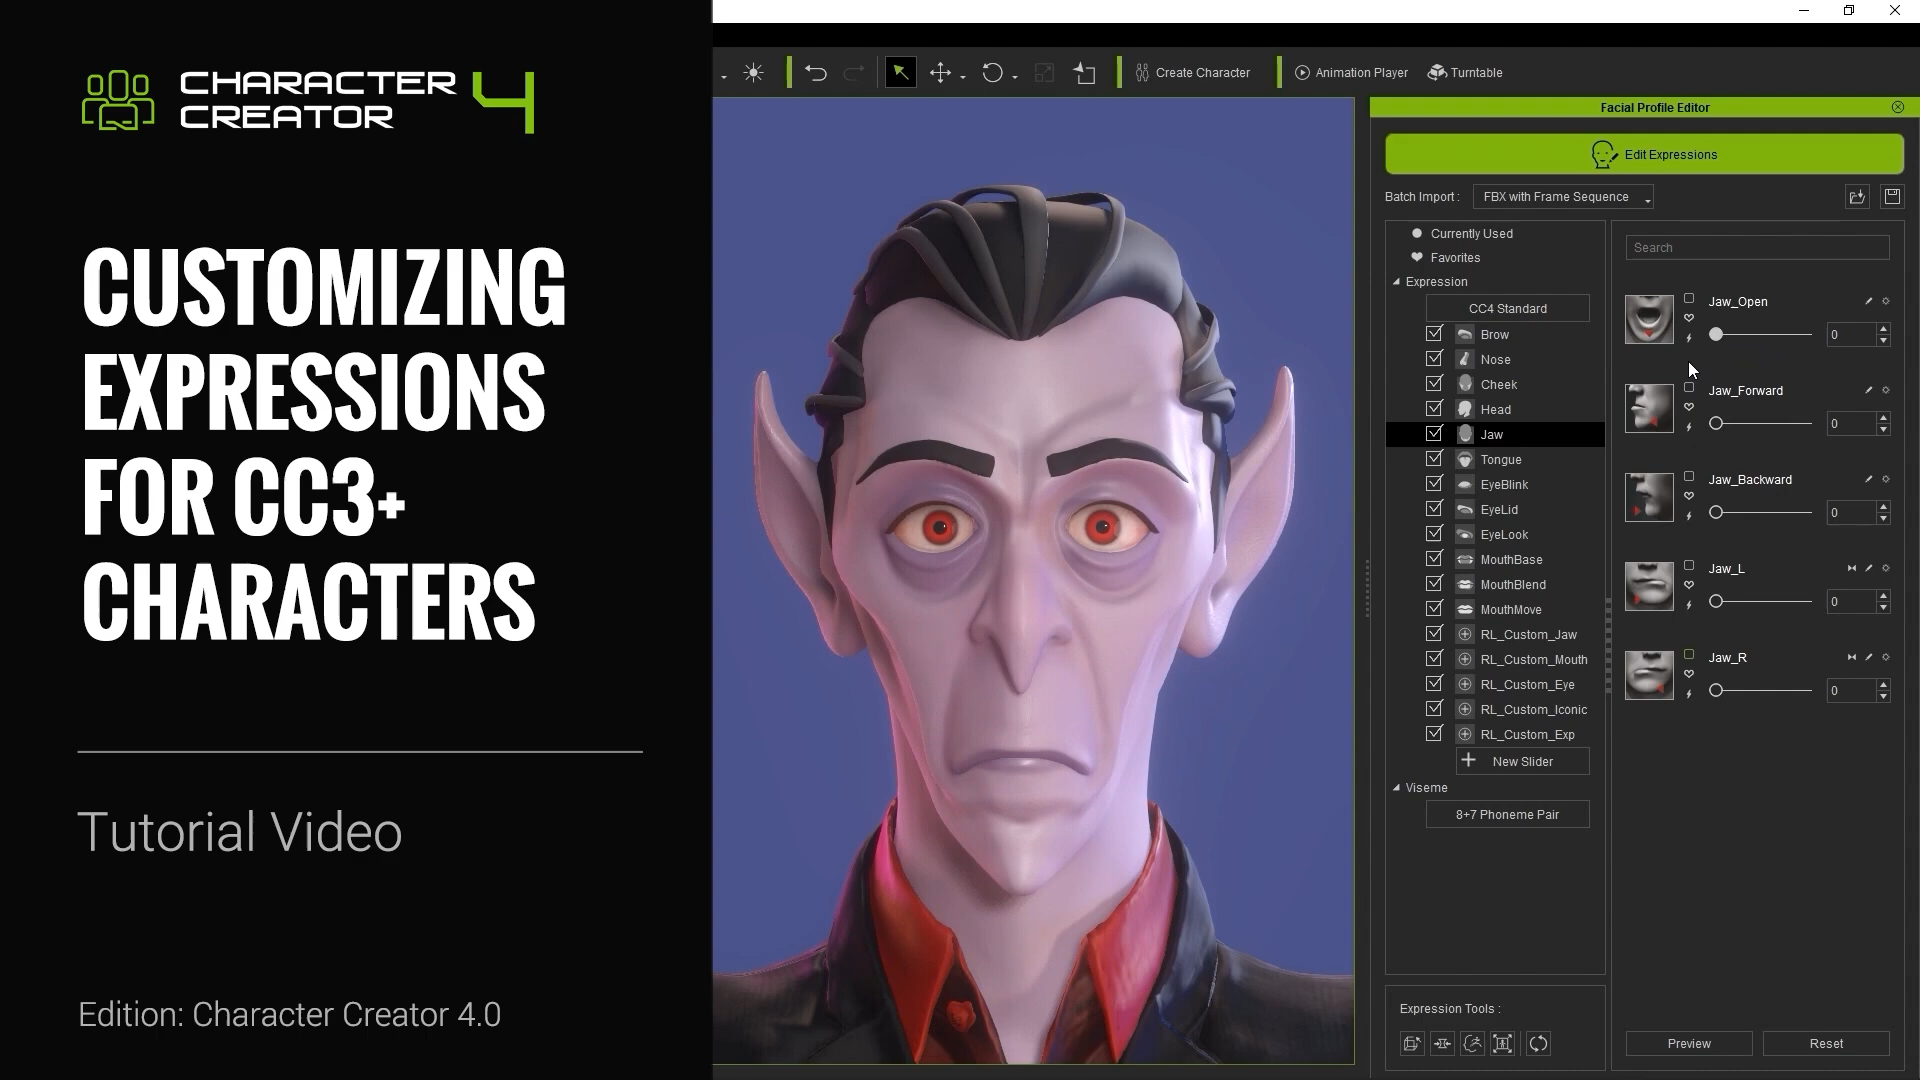 CHARACTER
CREATOR 4
CUSTOMIZING
EXPRESSIONS
FOR CC3+
CHARACTERS
Tutorial Video
Edition: Character Creator 4.0
Create Character
Animation Player
Turntable
Facial Profile Editor
Edit Expressions
Batch Import :
FBX with Frame Sequence
Currently Used
Favorites
Expression
CC4 Standard
Brow
Nose
Cheek
Head
Jaw
Tongue
EyeBlink
EyeLid
EyeLook
MouthBase
MouthBlend
MouthMove
RL_Custom_Jaw
RL_Custom_Mouth
RL_Custom_Eye
RL_Custom_Iconic
RL_Custom_Exp
New Slider
Viseme
8+7 Phoneme Pair
Expression Tools :
Search
Jaw_Open
0
Jaw_Forward
0
Jaw_Backward
0
Jaw_L
0
Jaw_R
0
Preview
Reset